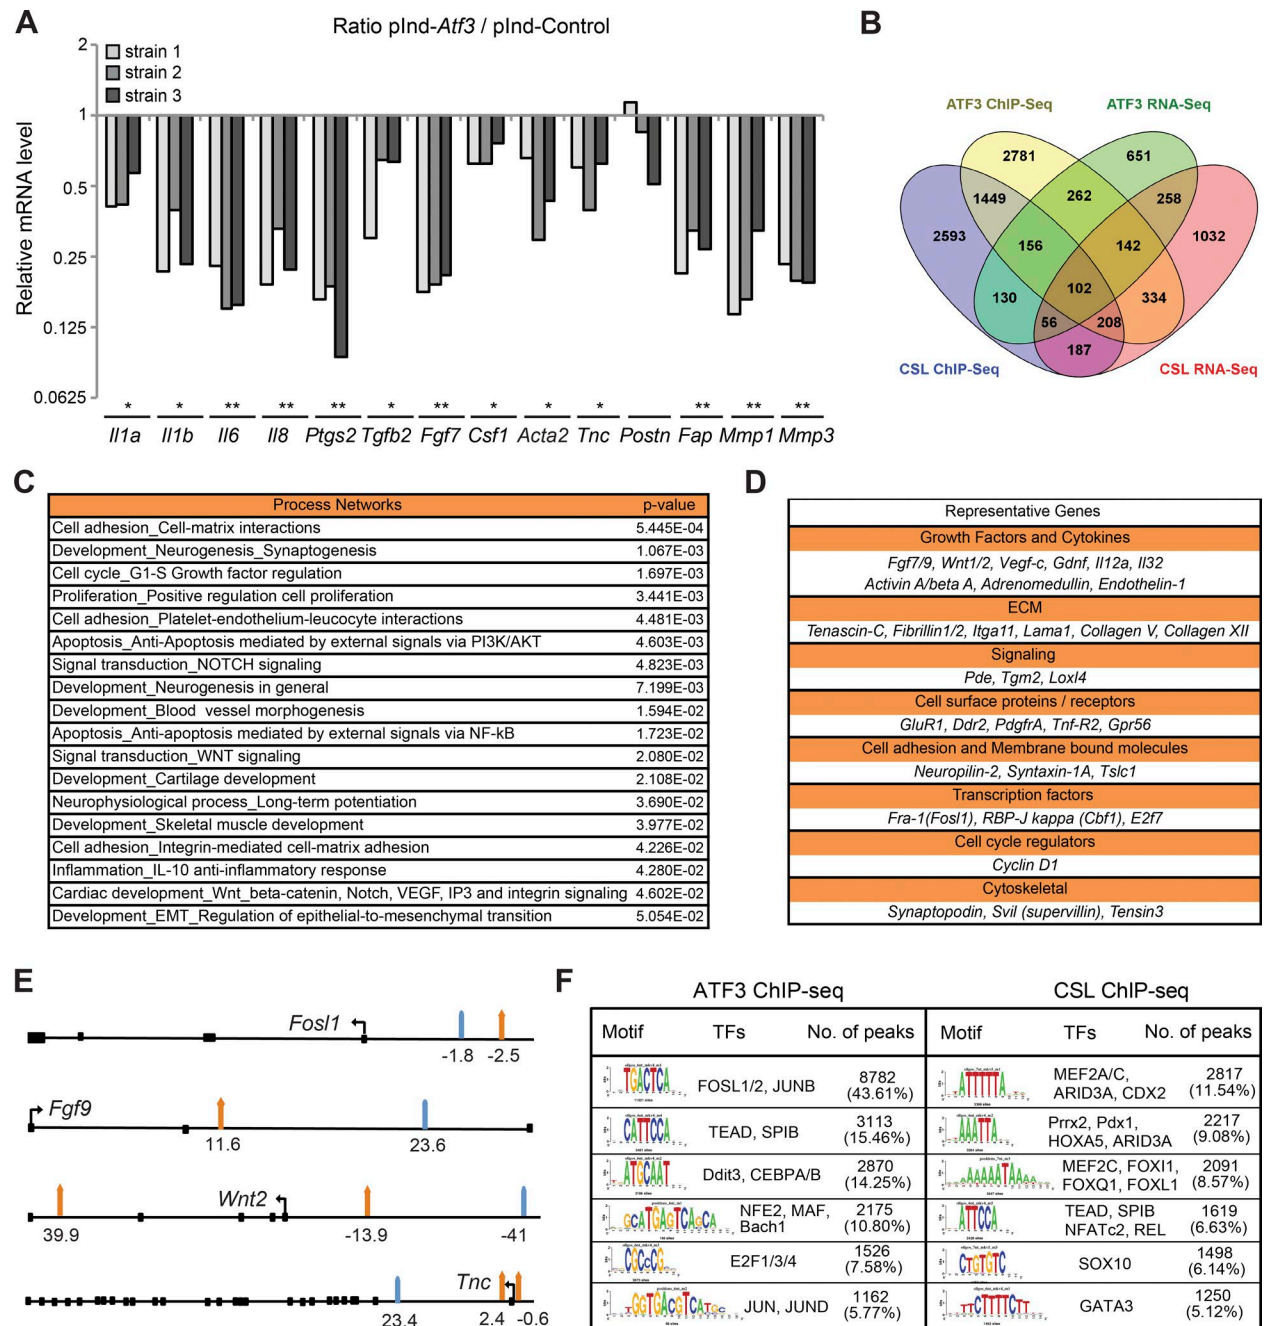 A
Ratio pInd-Atf3 / pInd-Control
strain 1
strain 2
strain 3
Relative mRNA level
2
1
0.5
0.25
0.125
0.0625
* * ** ** ** * ** * * * ** ** **
Il1a Il1b Il6 Il8 Ptgs2 Tgfb2 Fgf7 Csf1 Acta2 Tnc Postn Fap Mmp1 Mmp3
B
ATF3 ChIP-Seq ATF3 RNA-Seq
2781 651
1449 262 258
2593 156 142 1032
102
130 334
56 208
187
CSL ChIP-Seq CSL RNA-Seq
C
Process Networks p-value
Cell adhesion_Cell-matrix interactions 5.445E-04
Development_Neurogenesis_Synaptogenesis 1.067E-03
Cell cycle_G1-S Growth factor regulation 1.697E-03
Proliferation_Positive regulation cell proliferation 3.441E-03
Cell adhesion_Platelet-endothelium-leucocyte interactions 4.481E-03
Apoptosis_Anti-Apoptosis mediated by external signals via PI3K/AKT 4.603E-03
Signal transduction_NOTCH signaling 4.823E-03
Development_Neurogenesis in general 7.199E-03
Development_Blood vessel morphogenesis 1.594E-02
Apoptosis_Anti-apoptosis mediated by external signals via NF-kB 1.723E-02
Signal transduction_WNT signaling 2.080E-02
Development_Cartilage development 2.108E-02
Neurophysiological process_Long-term potentiation 3.690E-02
Development_Skeletal muscle development 3.977E-02
Cell adhesion_Integrin-mediated cell-matrix adhesion 4.226E-02
Inflammation_IL-10 anti-inflammatory response 4.280E-02
Cardiac development_Wnt_beta-catenin, Notch, VEGF, IP3 and integrin signaling 4.602E-02
Development_EMT_Regulation of epithelial-to-mesenchymal transition 5.054E-02
D
Representative Genes
Growth Factors and Cytokines
Fgf7/9, Wnt1/2, Vegf-c, Gdnf, Il12a, Il32
Activin A/beta A, Adrenomedullin, Endothelin-1
ECM
Tenascin-C, Fibrillin1/2, Itga11, Lama1, Collagen V, Collagen XII
Signaling
Pde, Tgm2, Loxl4
Cell surface proteins / receptors
GluR1, Ddr2, PdgfrA, Tnf-R2, Gpr56
Cell adhesion and Membrane bound molecules
Neuropilin-2, Syntaxin-1A, Tslc1
Transcription factors
Fra-1(Fosl1), RBP-J kappa (Cbf1), E2f7
Cell cycle regulators
Cyclin D1
Cytoskeletal
Synaptopodin, Svil (supervillin), Tensin3
E
Fosl1
-1.8 -2.5
Fgf9
11.6 23.6
Wnt2
39.9 -13.9 -41
Tnc
23.4 2.4 -0.6
F
ATF3 ChIP-seq CSL ChIP-seq
Motif TFs No. of peaks Motif TFs No. of peaks
TGACTCA FOSL1/2, JUNB 8782
(43.61%)
ATTTTTA MEF2A/C,
ARID3A, CDX2 2817
(11.54%)
CATTCCA TEAD, SPIB 3113
(15.46%)
AAATTA Prrx2, Pdx1,
HOXA5, ARID3A 2217
(9.08%)
ATGCAAT Ddit3, CEBPA/B 2870
(14.25%)
AAAAATA MEF2C, FOXI1,
FOXQ1, FOXL1 2091
(8.57%)
GCATGAGTCAGCA NFE2, MAF,
Bach1 2175
(10.80%)
ATTCCA TEAD, SPIB
NFATc2, REL 1619
(6.63%)
CGCcCG E2F1/3/4 1526
(7.58%)
CTGTGTC SOX10 1498
(6.14%)
GGTGACGTCATGC JUN, JUND 1162
(5.77%)
TTCTTTTCTT GATA3 1250
(5.12%)